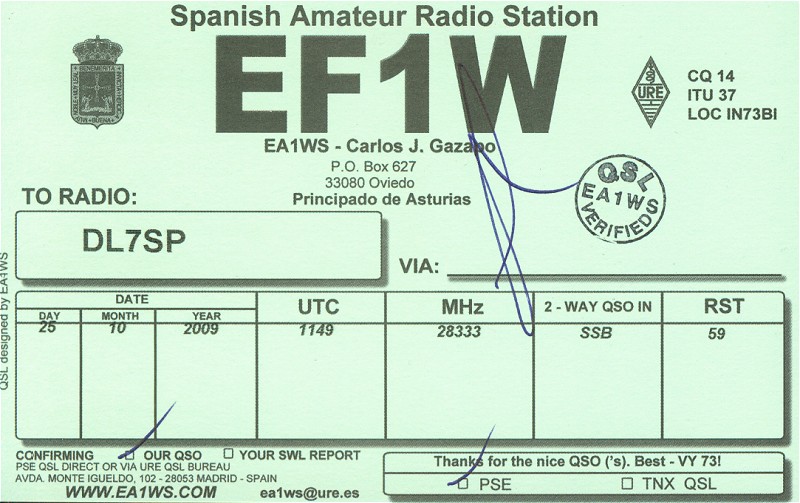 Spanish Amateur Radio Station
EF1W
URE
CQ 14
ITU 37
LOC IN73BI
EA1WS - Carlos J. Gazapo
P.O. Box 627
33080 Oviedo
Principado de Asturias
QSL
EA1WS
VERIFIED
TO RADIO:
DL7SP
VIA:
QSL designed by EA1WS
DATE
DAY MONTH YEAR UTC MHz 2 - WAY QSO IN RST
25 10 2009 1149 28333 SSB 59
CONFIRMING OUR QSO YOUR SWL REPORT
PSE QSL DIRECT OR VIA URE QSL BUREAU
AVDA. MONTE IGUELDO, 102 - 28053 MADRID - SPAIN
WWW.EA1WS.COM ea1ws@ure.es
Thanks for the nice QSO ('s). Best - VY 73!
PSE TNX QSL